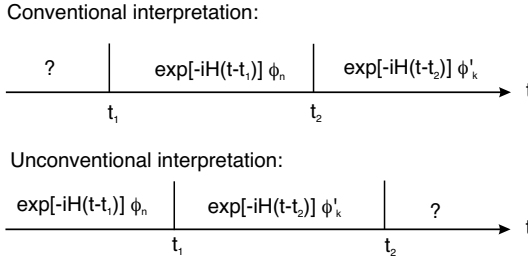 Conventional interpretation:
? exp[-iH(t-t₁)] ϕₙ exp[-iH(t-t₂)] ϕ'ₖ
t
t₁ t₂
Unconventional interpretation:
exp[-iH(t-t₁)] ϕₙ exp[-iH(t-t₂)] ϕ'ₖ ?
t
t₁ t₂